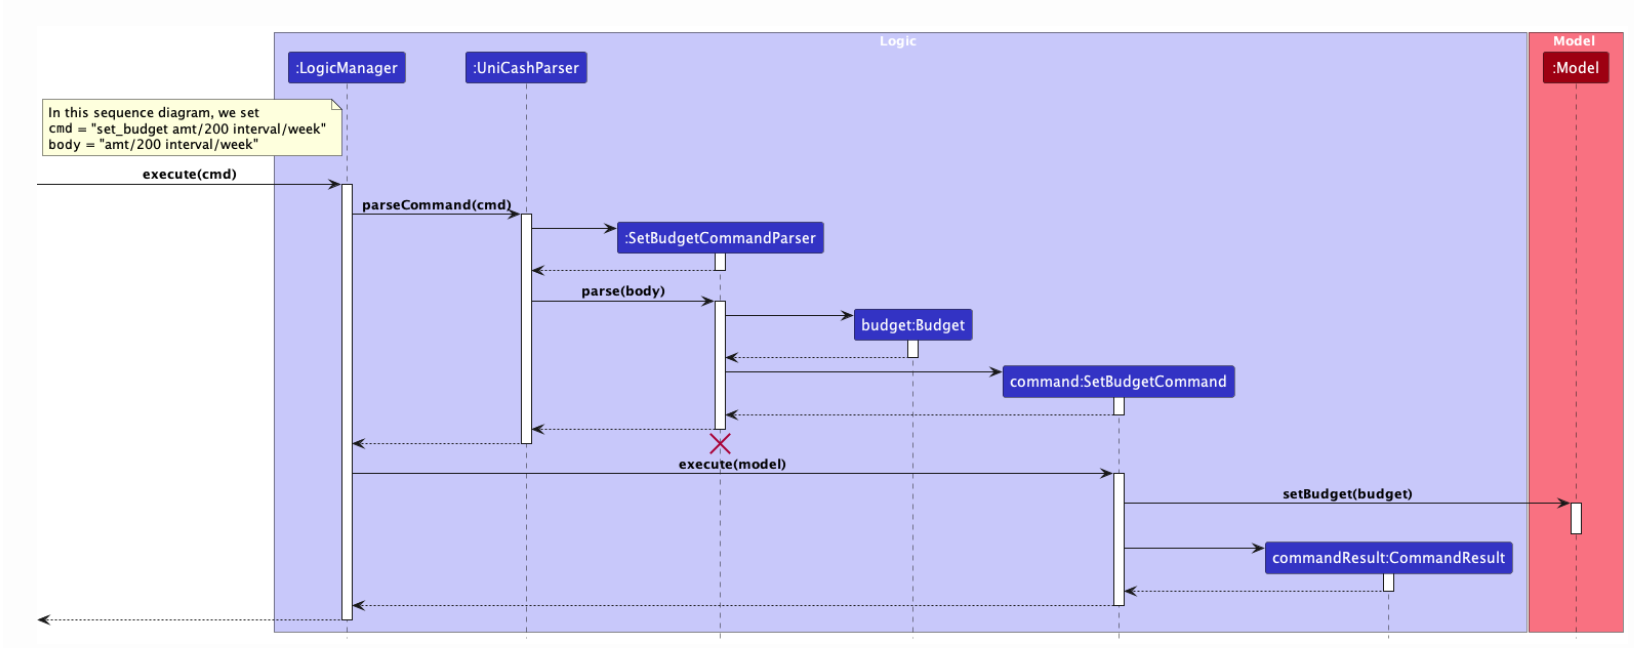 Logic
Model
:LogicManager
:UniCashParser
:Model
In this sequence diagram, we set
cmd = "set_budget amt/200 interval/week"
body = "amt/200 interval/week"
execute(cmd)
parseCommand(cmd)
:SetBudgetCommandParser
parse(body)
budget:Budget
command:SetBudgetCommand
execute(model)
setBudget(budget)
commandResult:CommandResult